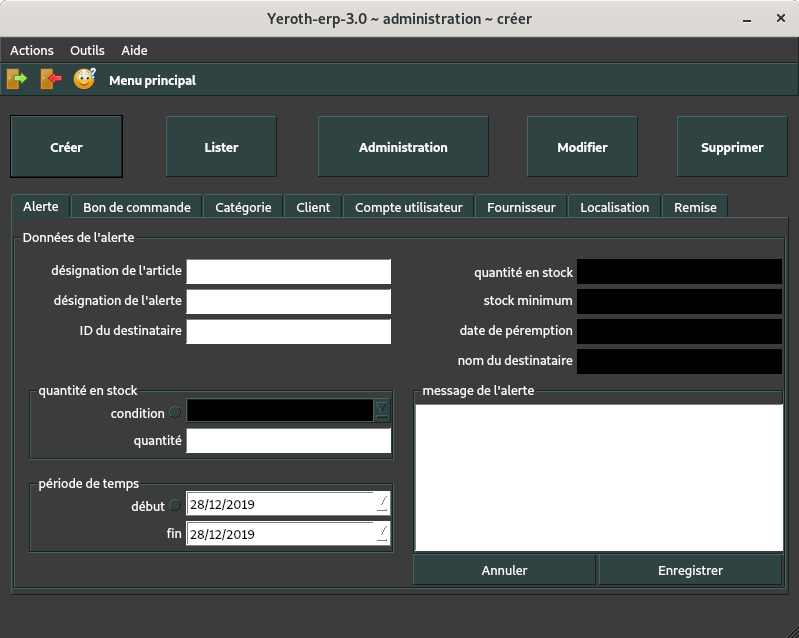 Yeroth-erp-3.0 ~ administration ~ créer
Actions Outils Aide
Menu principal
Créer Lister Administration Modifier Supprimer
Alerte Bon de commande Catégorie Client Compte utilisateur Fournisseur Localisation Remise
Données de l'alerte
désignation de l'article
désignation de l'alerte
ID du destinataire
quantité en stock
stock minimum
date de péremption
nom du destinataire
quantité en stock
condition
quantité
période de temps
début 28/12/2019
fin 28/12/2019
message de l'alerte
Annuler Enregistrer